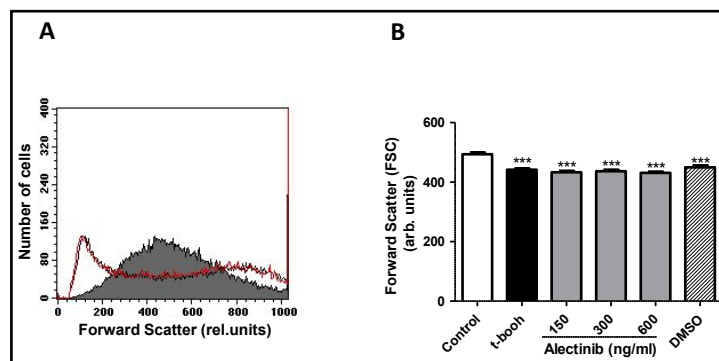 A
Number of cells
400
320
240
160
80
0
0 200 400 600 800 1000
Forward Scatter (rel.units)
B
Forward Scatter (FSC)
(arb. units)
600
400
200
0
*** *** *** *** ***
Control t-booh 150 300 600 DMSO
Alectinib (ng/ml)